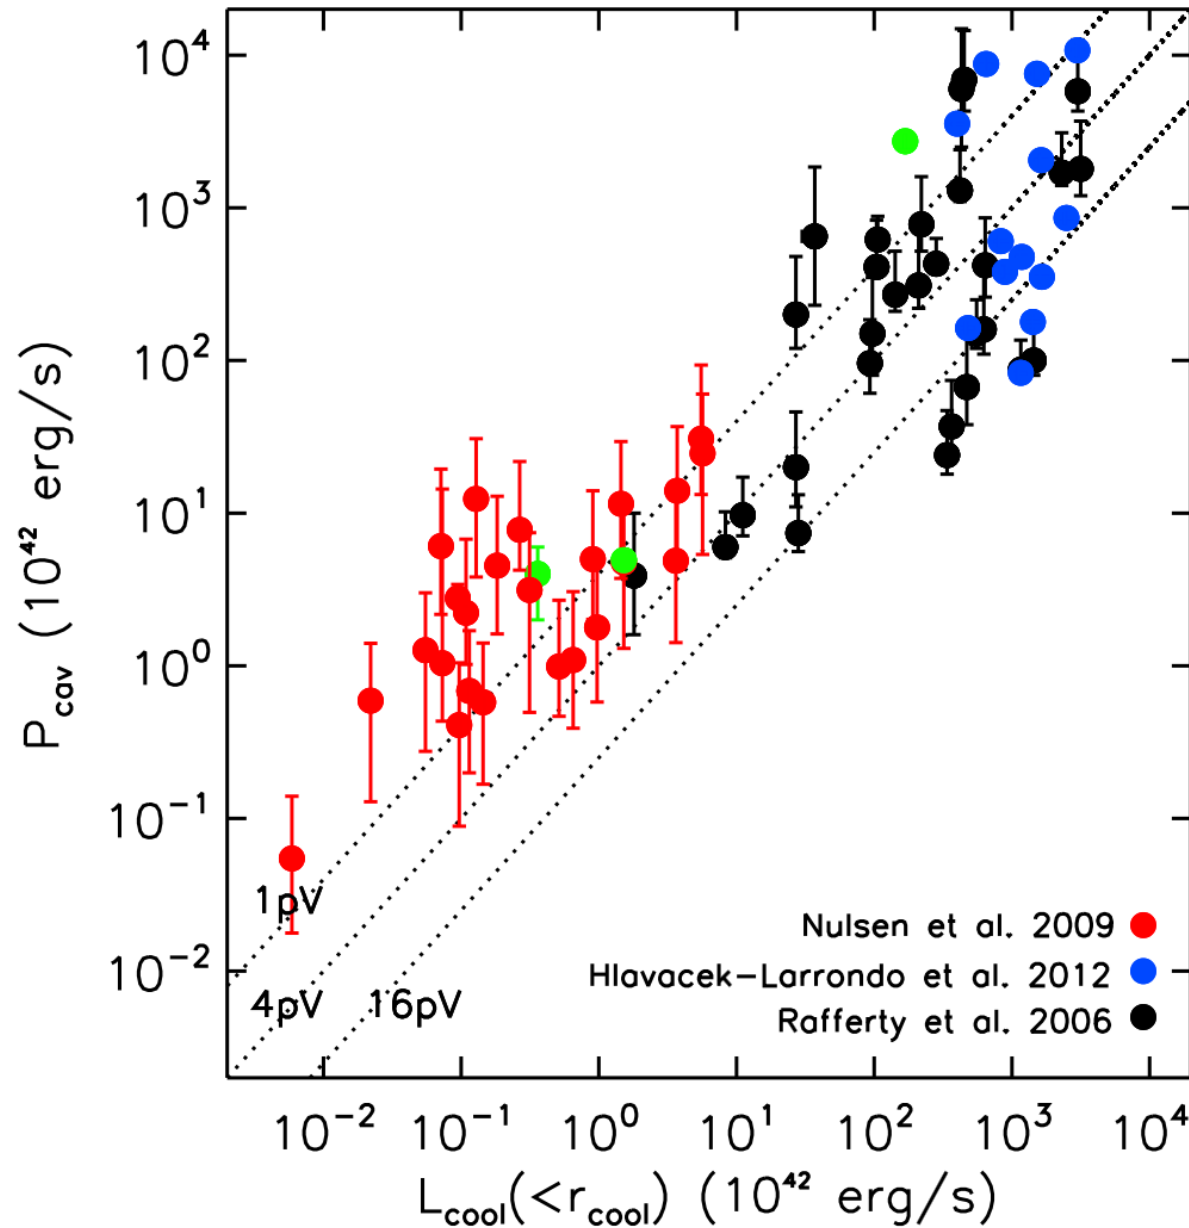 10⁴
10³
10²
10¹
10⁰
10⁻¹
10⁻²
P_cav (10⁴² erg/s)
1pV
4pV
16pV
Nulsen et al. 2009
Hlavacek-Larrondo et al. 2012
Rafferty et al. 2006
10⁻² 10⁻¹ 10⁰ 10¹ 10² 10³ 10⁴
L_cool(<r_cool) (10⁴² erg/s)